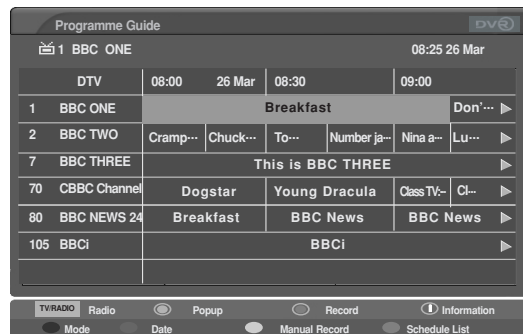 Programme Guide DVR
1 BBC ONE 08:25 26 Mar
DTV 08:00 26 Mar 08:30 09:00
1 BBC ONE Breakfast Don'···
2 BBC TWO Cramp··· Chuck··· To··· Number ja··· Nina a··· Lu···
7 BBC THREE This is BBC THREE
70 CBBC Channel Dogstar Young Dracula Class TV:·· Cl···
80 BBC NEWS 24 Breakfast BBC News BBC News
105 BBCi BBCi
TV/RADIO Radio Popup Record Information
Mode Date Manual Record Schedule List